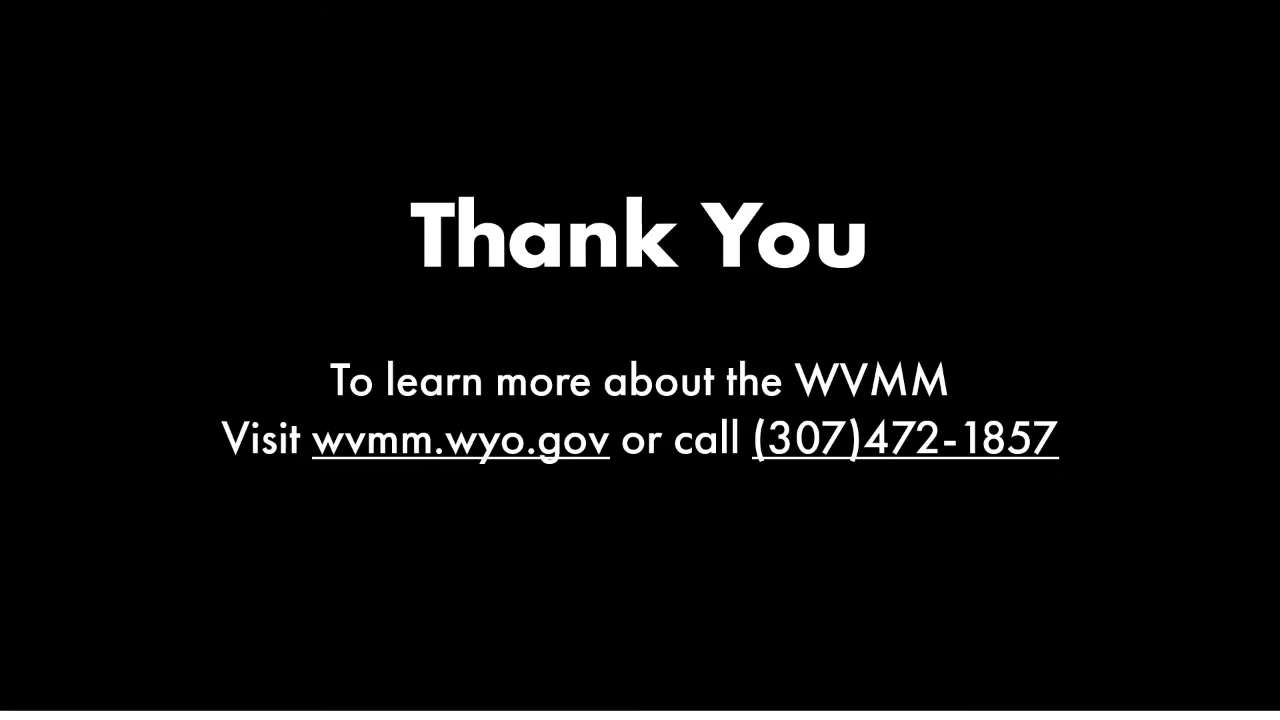 Thank You
To learn more about the WVMM
Visit wvmm.wyo.gov or call (307)472-1857